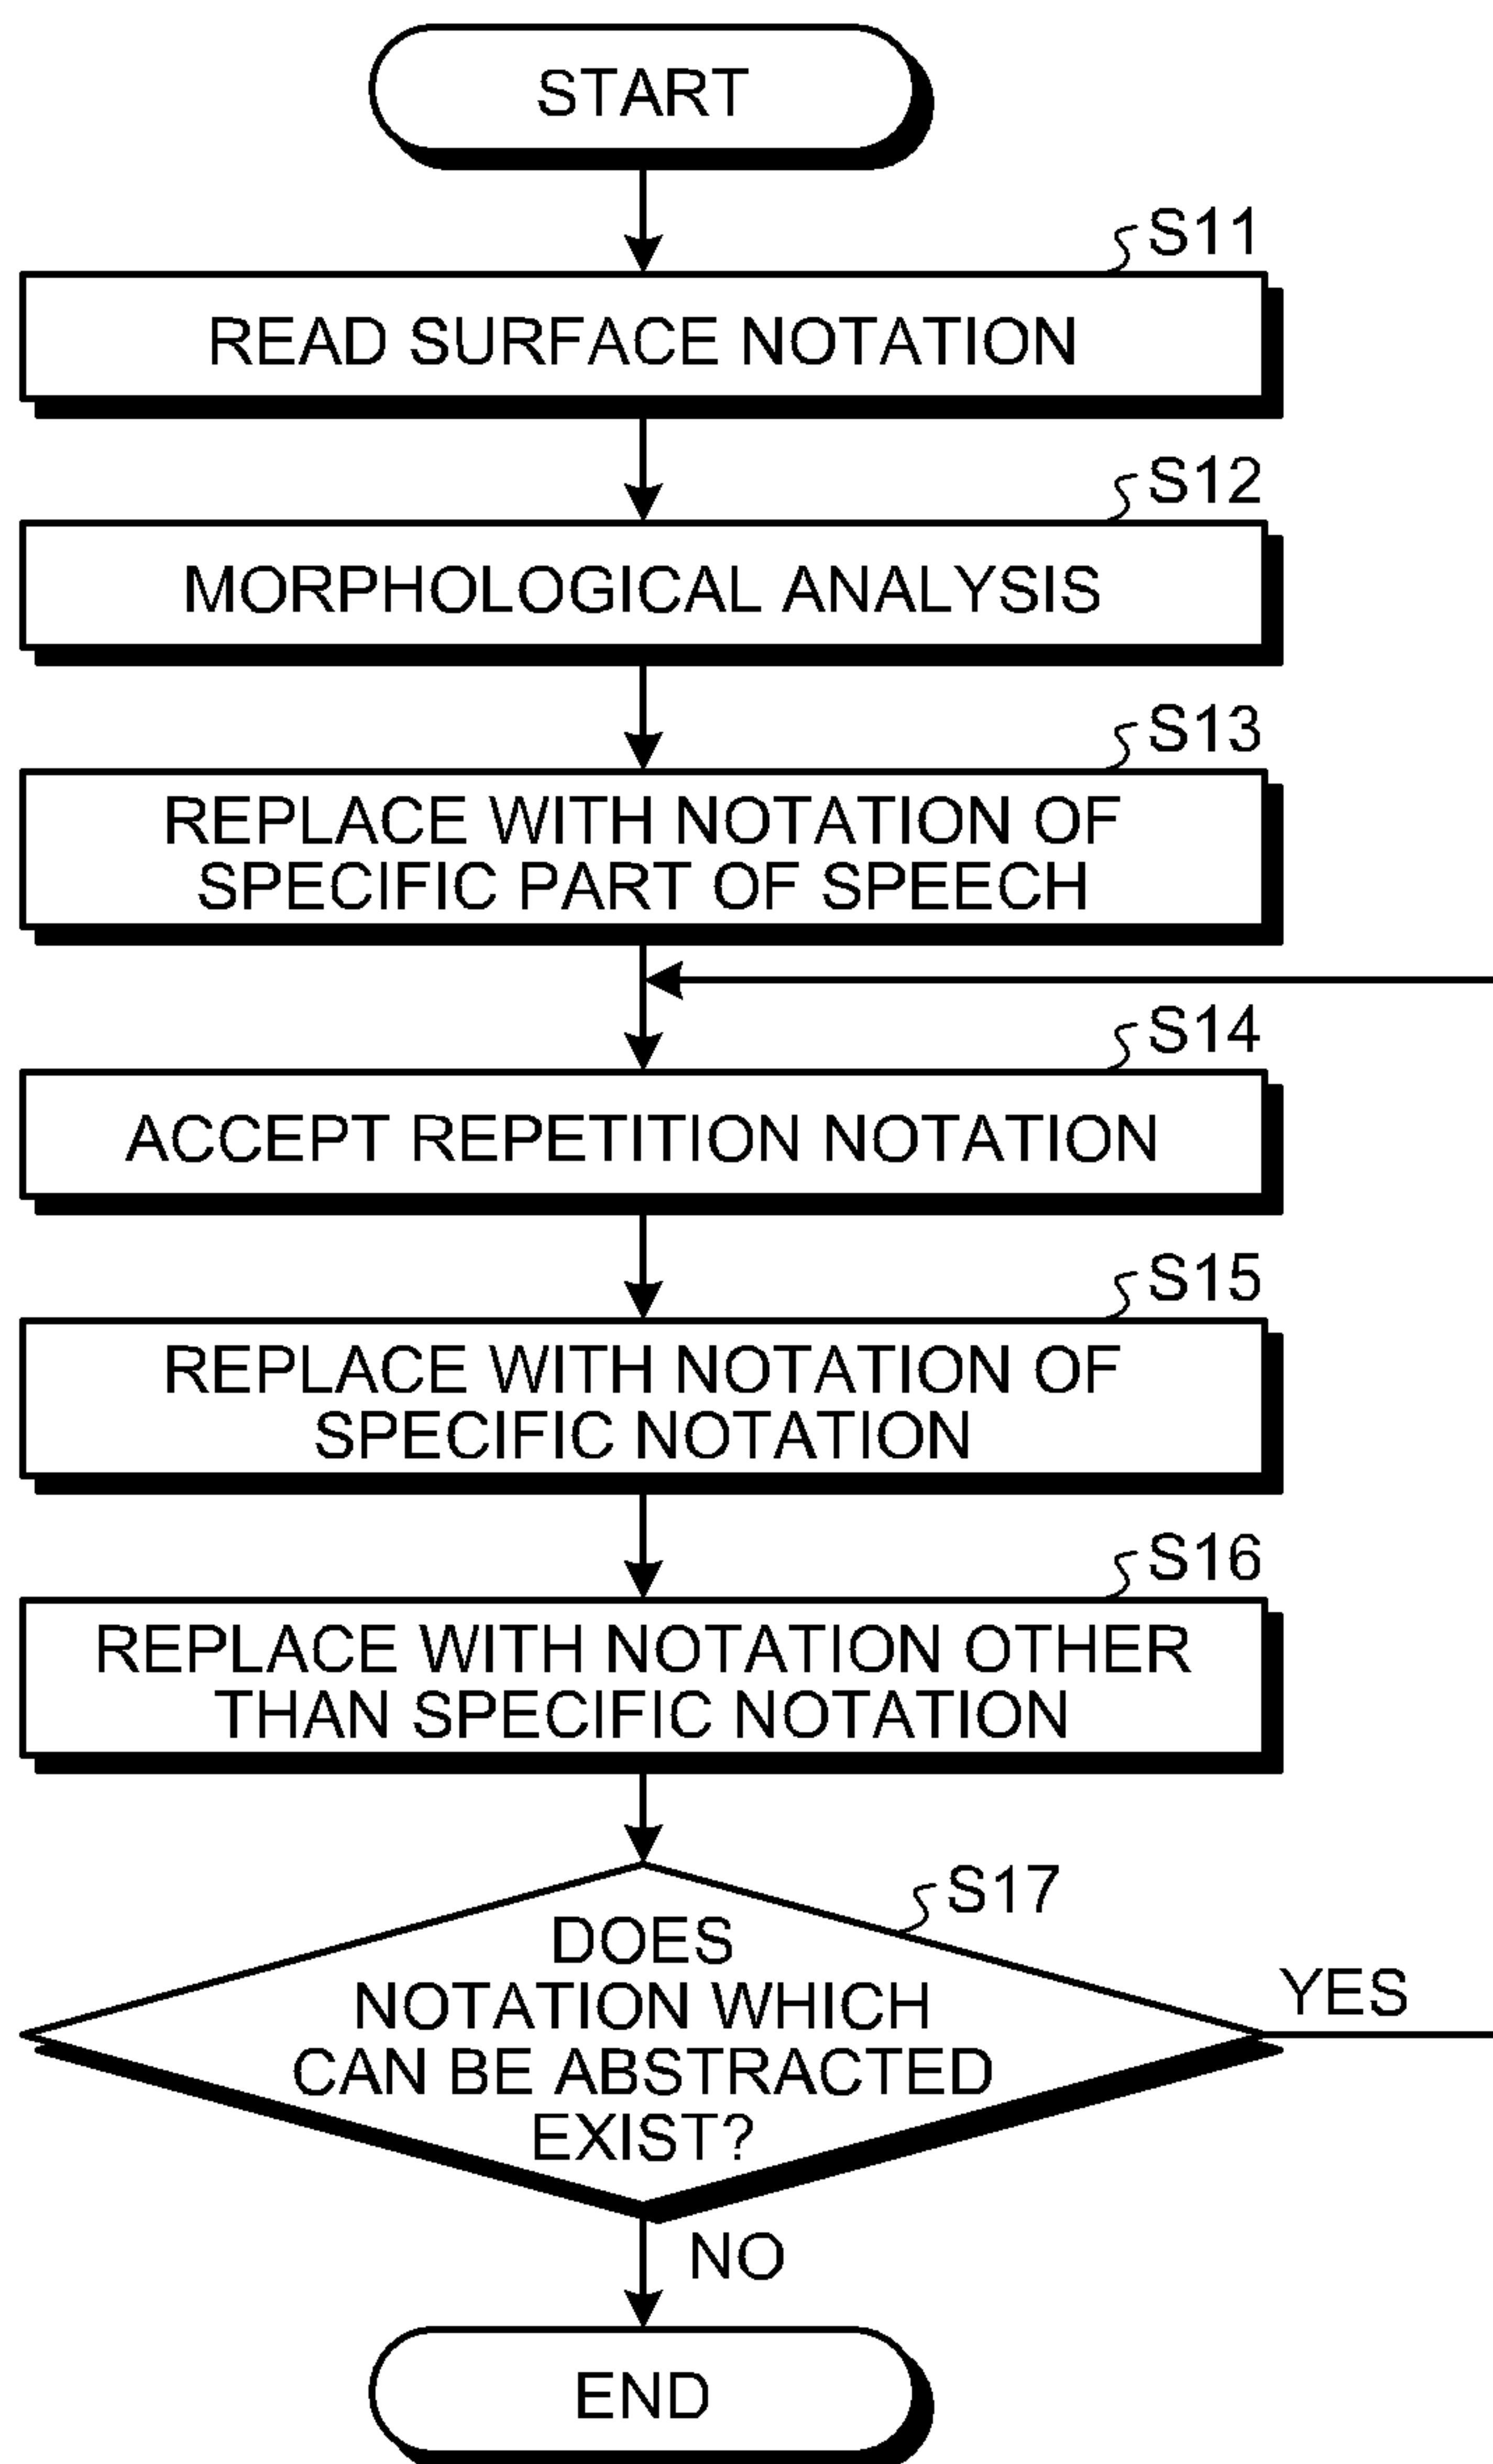 START
S11
READ SURFACE NOTATION
S12
MORPHOLOGICAL ANALYSIS
S13
REPLACE WITH NOTATION OF
SPECIFIC PART OF SPEECH
S14
ACCEPT REPETITION NOTATION
S15
REPLACE WITH NOTATION OF
SPECIFIC NOTATION
S16
REPLACE WITH NOTATION OTHER
THAN SPECIFIC NOTATION
S17
DOES
NOTATION WHICH
CAN BE ABSTRACTED
EXIST?
YES
NO
END